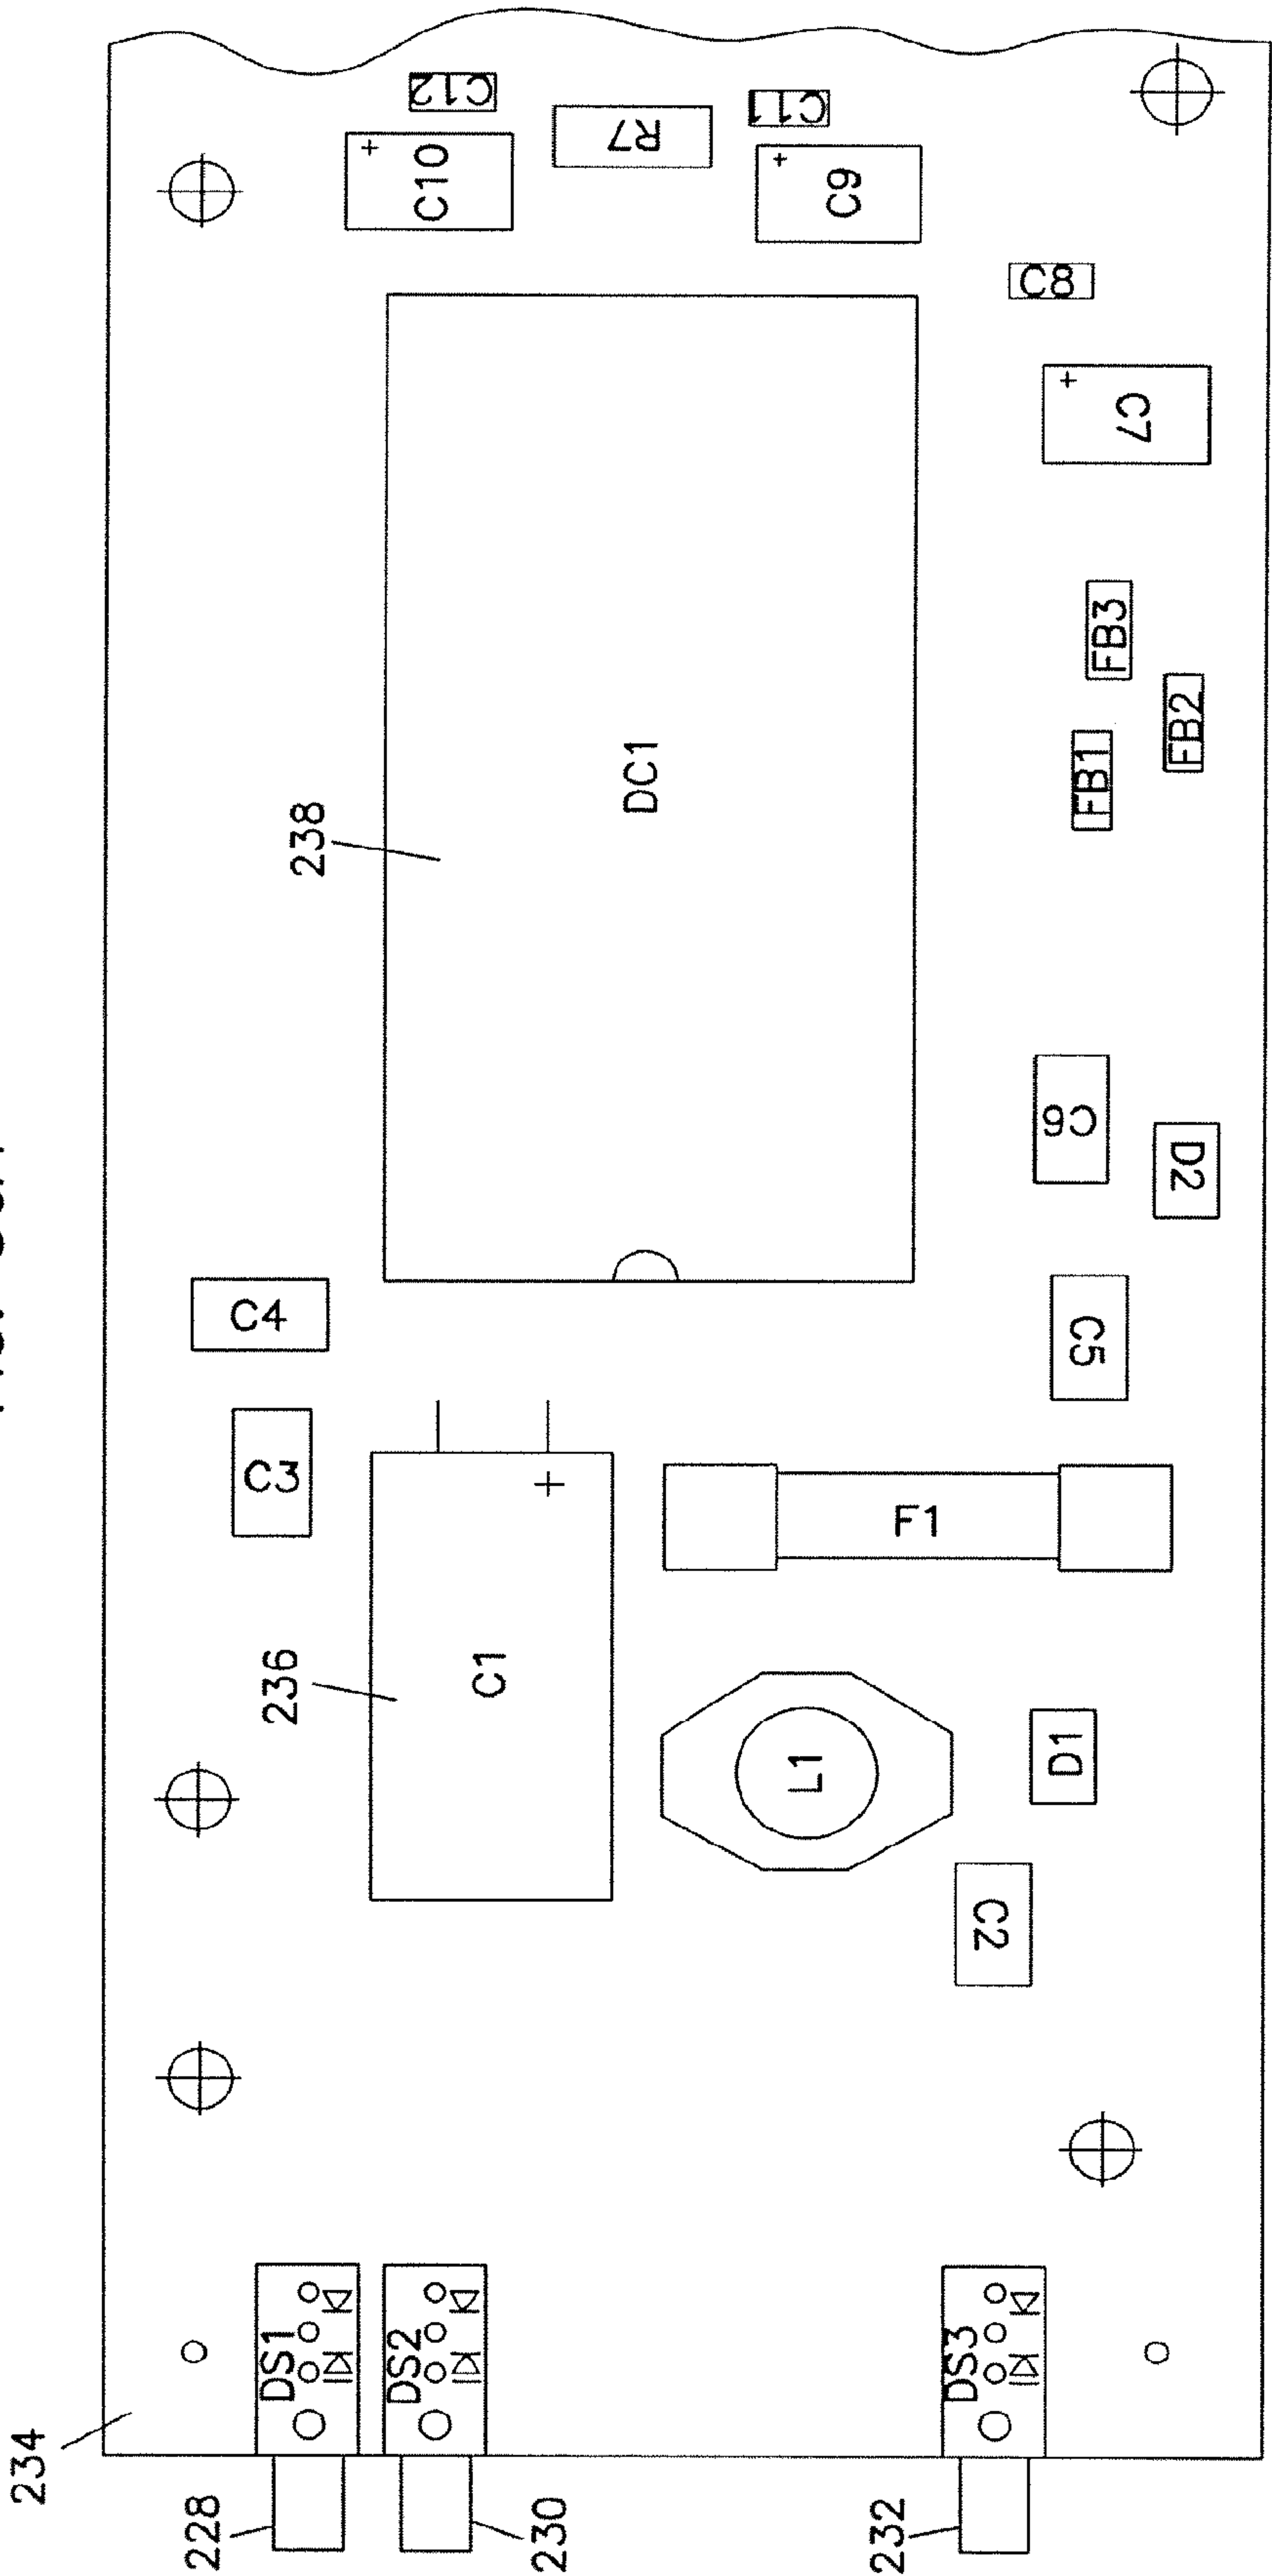 C12
C11
R7
C10
C9
C8
C7
FB3
FB2
DC1
FB1
238
C6
D2
C4
C5
C3
F1
236
C1
D1
L1
C2
DS1
DS2
DS3
234
228
230
232